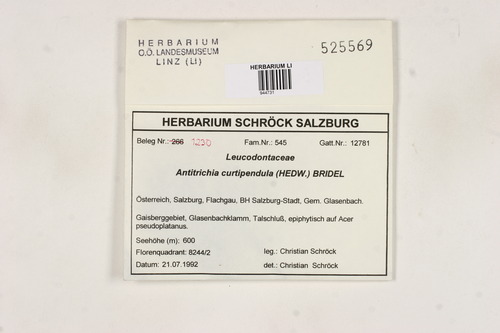 HERBARIUM
O.Ö. LANDESMUSEUM
LINZ (LI)
525569
HERBARIUM LI
944731
HERBARIUM SCHRÖCK SALZBURG
Beleg Nr.: 266 1230 Fam.Nr.: 545 Gatt.Nr.: 12781
Leucodontaceae
Antitrichia curtipendula (HEDW.) BRIDEL
Österreich, Salzburg, Flachgau, BH Salzburg-Stadt, Gem. Glasenbach.
Gaisberggebiet, Glasenbachklamm, Talschluß, epiphytisch auf Acer
pseudoplatanus.
Seehöhe (m): 600
Florenquadrant: 8244/2 leg.: Christian Schröck
Datum: 21.07.1992 det.: Christian Schröck